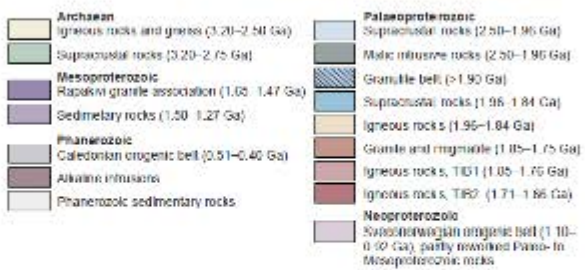 Archaean
Igneous rocks and gneiss (3.20–2.50 Ga)
Supracrustal rocks (3.20–2.75 Ga)
Mesoproterozoic
Rapakivi granite association (1.65–1.47 Ga)
Sedimetary rocks (1.50–1.27 Ga)
Phanerozoic
Caledonian orogenic belt (0.51–0.40 Ga)
Alkaline intrusions
Phanerozoic sedimentary rocks
Palaeoproterozoic
Supracrustal rocks (2.50–1.96 Ga)
Mafic intrusive rocks (2.50–1.96 Ga)
Granulite belt (>1.90 Ga)
Supracrustal rocks (1.96–1.84 Ga)
Igneous rocks (1.96–1.84 Ga)
Granite and migmatite (1.85–1.75 Ga)
Igneous rocks, TIB1 (1.85–1.76 Ga)
Igneous rocks, TIB2 (1.71–1.66 Ga)
Neoproterozoic
Sveconorwegian orogenic belt (1.10–
0.92 Ga), partly reworked Paleo- to
Mesoproterozoic rocks